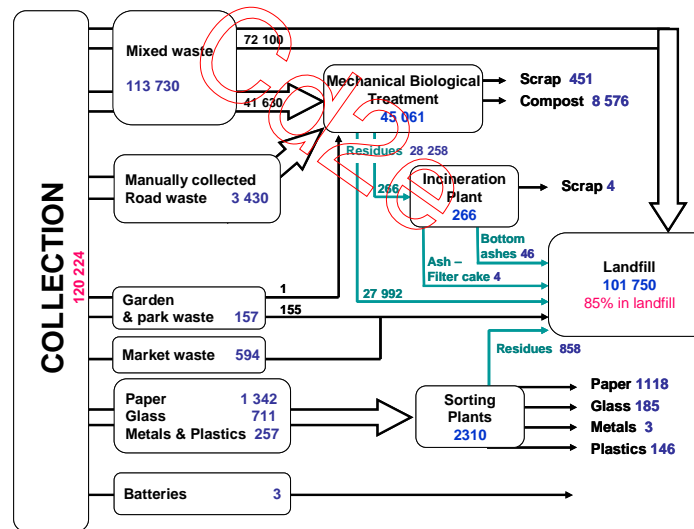 COLLECTION
120 224
Mixed waste
113 730
72 100
41 630
Mechanical Biological
Treatment
45 061
Scrap 451
Compost 8 576
Residues 28 258
Manually collected
Road waste 3 430
266
Incineration
Plant
266
Scrap 4
Bottom
ashes 46
Ash –
Filter cake 4
27 992
Landfill
101 750
85% in landfill
Garden
& park waste 157
1
155
Market waste 594
Residues 858
Paper 1 342
Glass 711
Metals & Plastics 257
Sorting
Plants
2310
Paper 1118
Glass 185
Metals 3
Plastics 146
Batteries 3